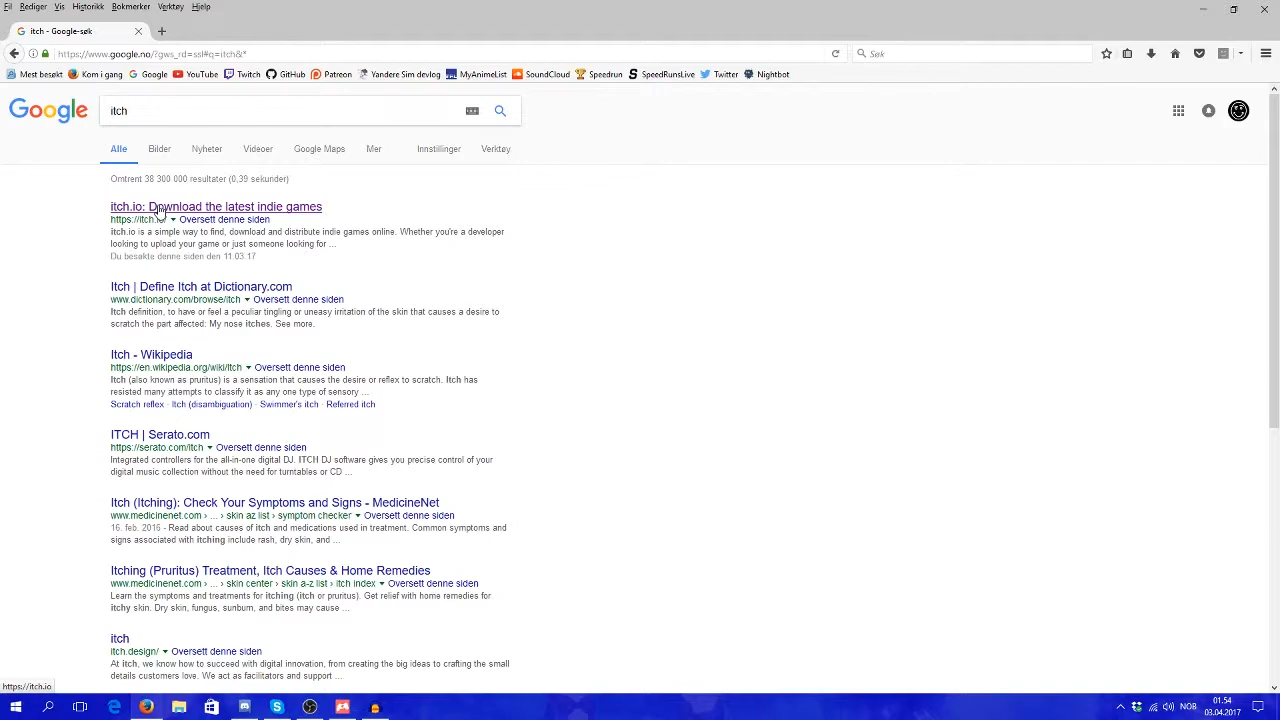 Fil Rediger Vis Historikk Bokmerker Verktøy Hjelp
itch - Google-søk
https://www.google.no/?gws_rd=ssl#q=itch&*
Søk
Mest besøkt Kom i gang Google YouTube Twitch GitHub Patreon Yandere Sim devlog MyAnimeList SoundCloud Speedrun SpeedRunsLive Twitter Nightbot
Google
itch
Alle Bilder Nyheter Videoer Google Maps Mer Innstillinger Verktøy
Omtrent 38 300 000 resultater (0,39 sekunder)
itch.io: Download the latest indie games
https://itch.io/ Oversett denne siden
itch.io is a simple way to find, download and distribute indie games online. Whether you're a developer
looking to upload your game or just someone looking for ...
Du besøkte denne siden den 11.03.17
Itch | Define Itch at Dictionary.com
www.dictionary.com/browse/itch Oversett denne siden
Itch definition, to have or feel a peculiar tingling or uneasy irritation of the skin that causes a desire to
scratch the part affected: My nose itches. See more.
Itch - Wikipedia
https://en.wikipedia.org/wiki/Itch Oversett denne siden
Itch (also known as pruritus) is a sensation that causes the desire or reflex to scratch. Itch has
resisted many attempts to classify it as any one type of sensory ...
Scratch reflex · Itch (disambiguation) · Swimmer's itch · Referred itch
ITCH | Serato.com
https://serato.com/itch Oversett denne siden
Integrated controllers for the all-in-one digital DJ. ITCH DJ software gives you precise control of your
digital music collection without the need for turntables or CD ...
Itch (Itching): Check Your Symptoms and Signs - MedicineNet
www.medicinenet.com › ... › skin az list › symptom checker Oversett denne siden
16. feb. 2016 - Read about causes of itch and medications used in treatment. Common symptoms and
signs associated with itching include rash, dry skin, and ...
Itching (Pruritus) Treatment, Itch Causes & Home Remedies
www.medicinenet.com › ... › skin center › skin a-z list › itch index Oversett denne siden
Learn the symptoms and treatments for itching (itch or pruritus). Get relief with home remedies for
itchy skin. Dry skin, fungus, sunburn, and bites may cause ...
itch
itch.design/ Oversett denne siden
At itch, we know how to succeed with digital innovation, from creating the big ideas to crafting the small
details customers love. We act as facilitators and support ...
https://itch.io
NOB
01.54
03.04.2017